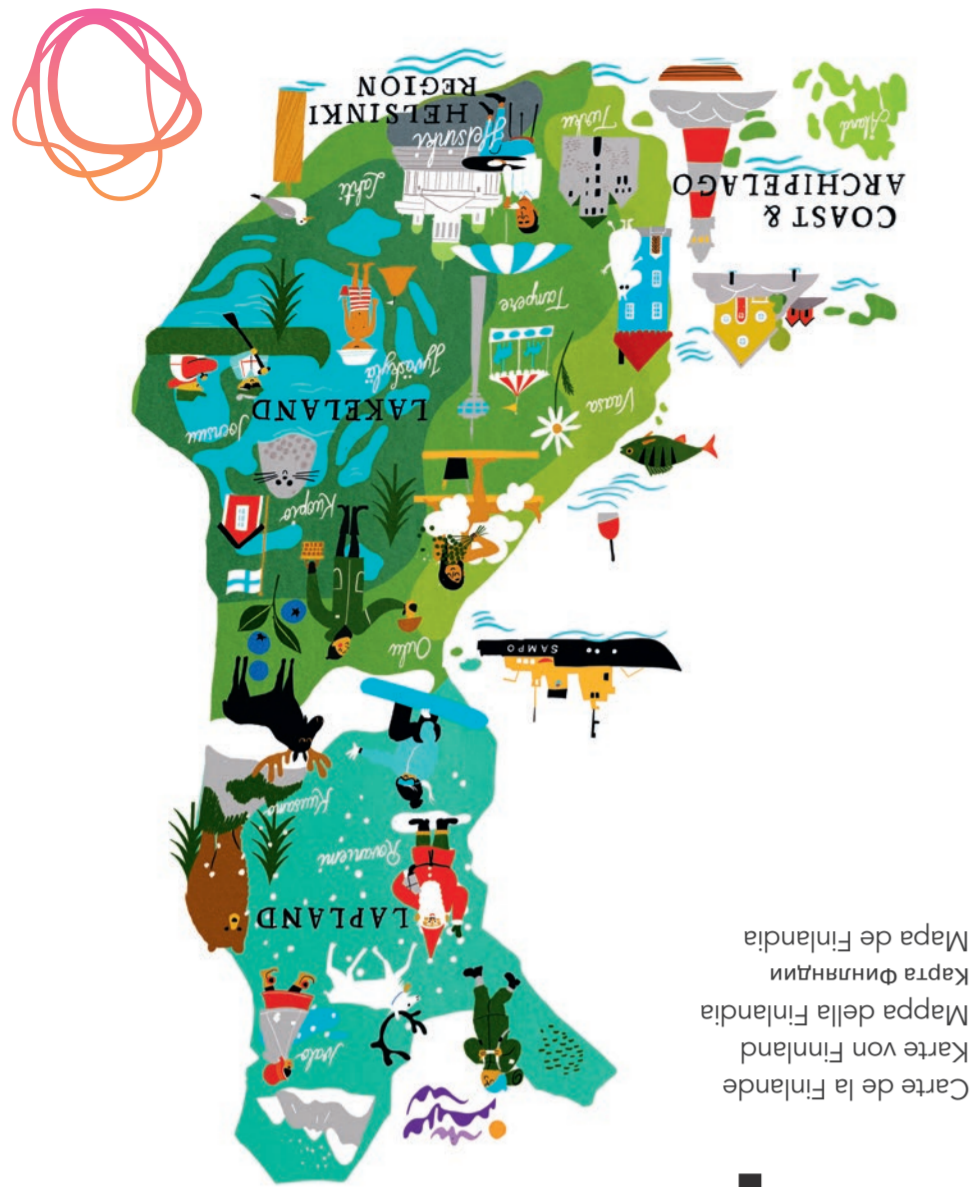 Carte de la Finlande
Karte von Finnland
Mappa della Finlandia
Карта Финляндии
Mapa de Finlandia
Ivalo
LAPLAND
Rovaniemi
Kuusamo
SAMPO
Oulu
Kuopio
Joensuu
LAKELAND
Vaasa
Jyväskylä
Tampere
COAST &
ARCHIPELAGO
Lahti
Åland
Turku
Helsinki
HELSINKI
REGION